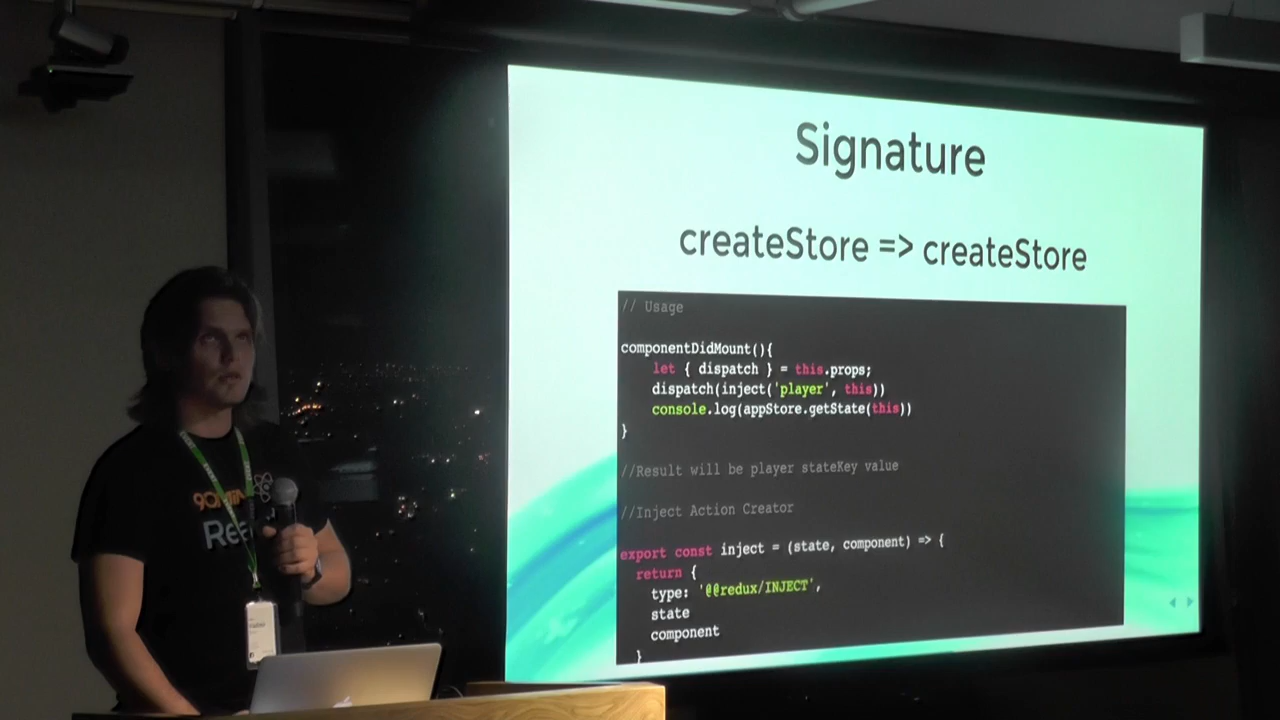 Signature
createStore => createStore
// Usage
componentDidMount(){
let { dispatch } = this.props;
dispatch(inject('player', this))
console.log(appStore.getState(this))
}
//Result will be player stateKey value
//Inject Action Creator
export const inject = (state, component) => {
return {
type: '@@redux/INJECT',
state
component
}